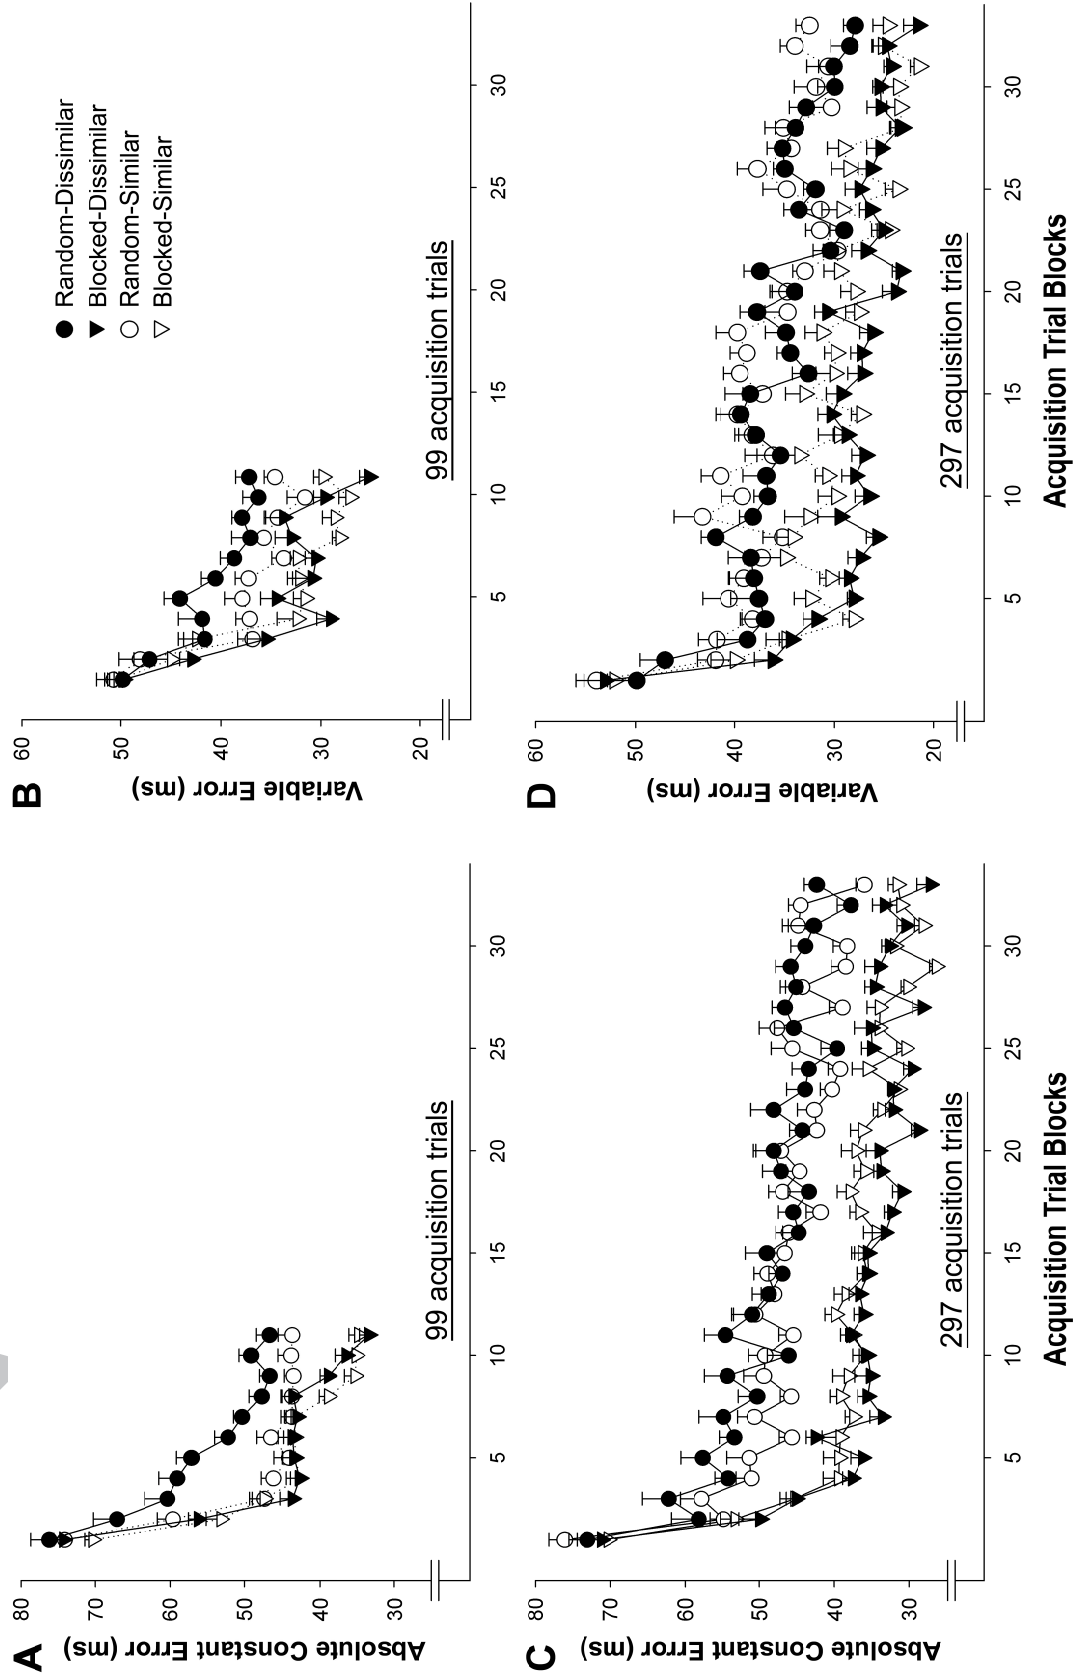 A
Absolute Constant Error (ms)
80
70
60
50
40
30
5
10
15
20
25
30
99 acquisition trials
B
Variable Error (ms)
60
50
40
30
20
5
10
15
20
25
30
Random-Dissimilar
Blocked-Dissimilar
Random-Similar
Blocked-Similar
99 acquisition trials
C
Absolute Constant Error (ms)
80
70
60
50
40
30
5
10
15
20
25
30
297 acquisition trials
Acquisition Trial Blocks
D
Variable Error (ms)
60
50
40
30
20
5
10
15
20
25
30
297 acquisition trials
Acquisition Trial Blocks